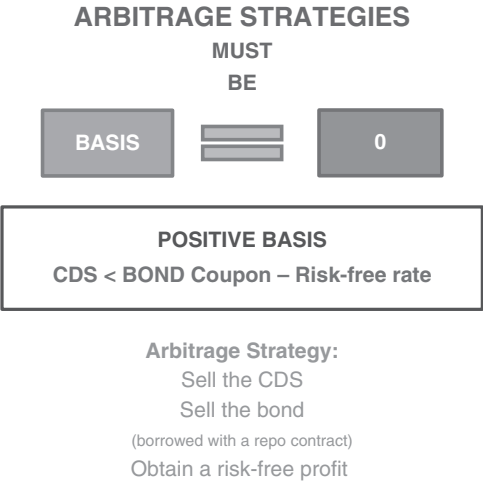 ARBITRAGE STRATEGIES
MUST
BE
BASIS = 0
POSITIVE BASIS
CDS < BOND Coupon – Risk-free rate
Arbitrage Strategy:
Sell the CDS
Sell the bond
(borrowed with a repo contract)
Obtain a risk-free profit